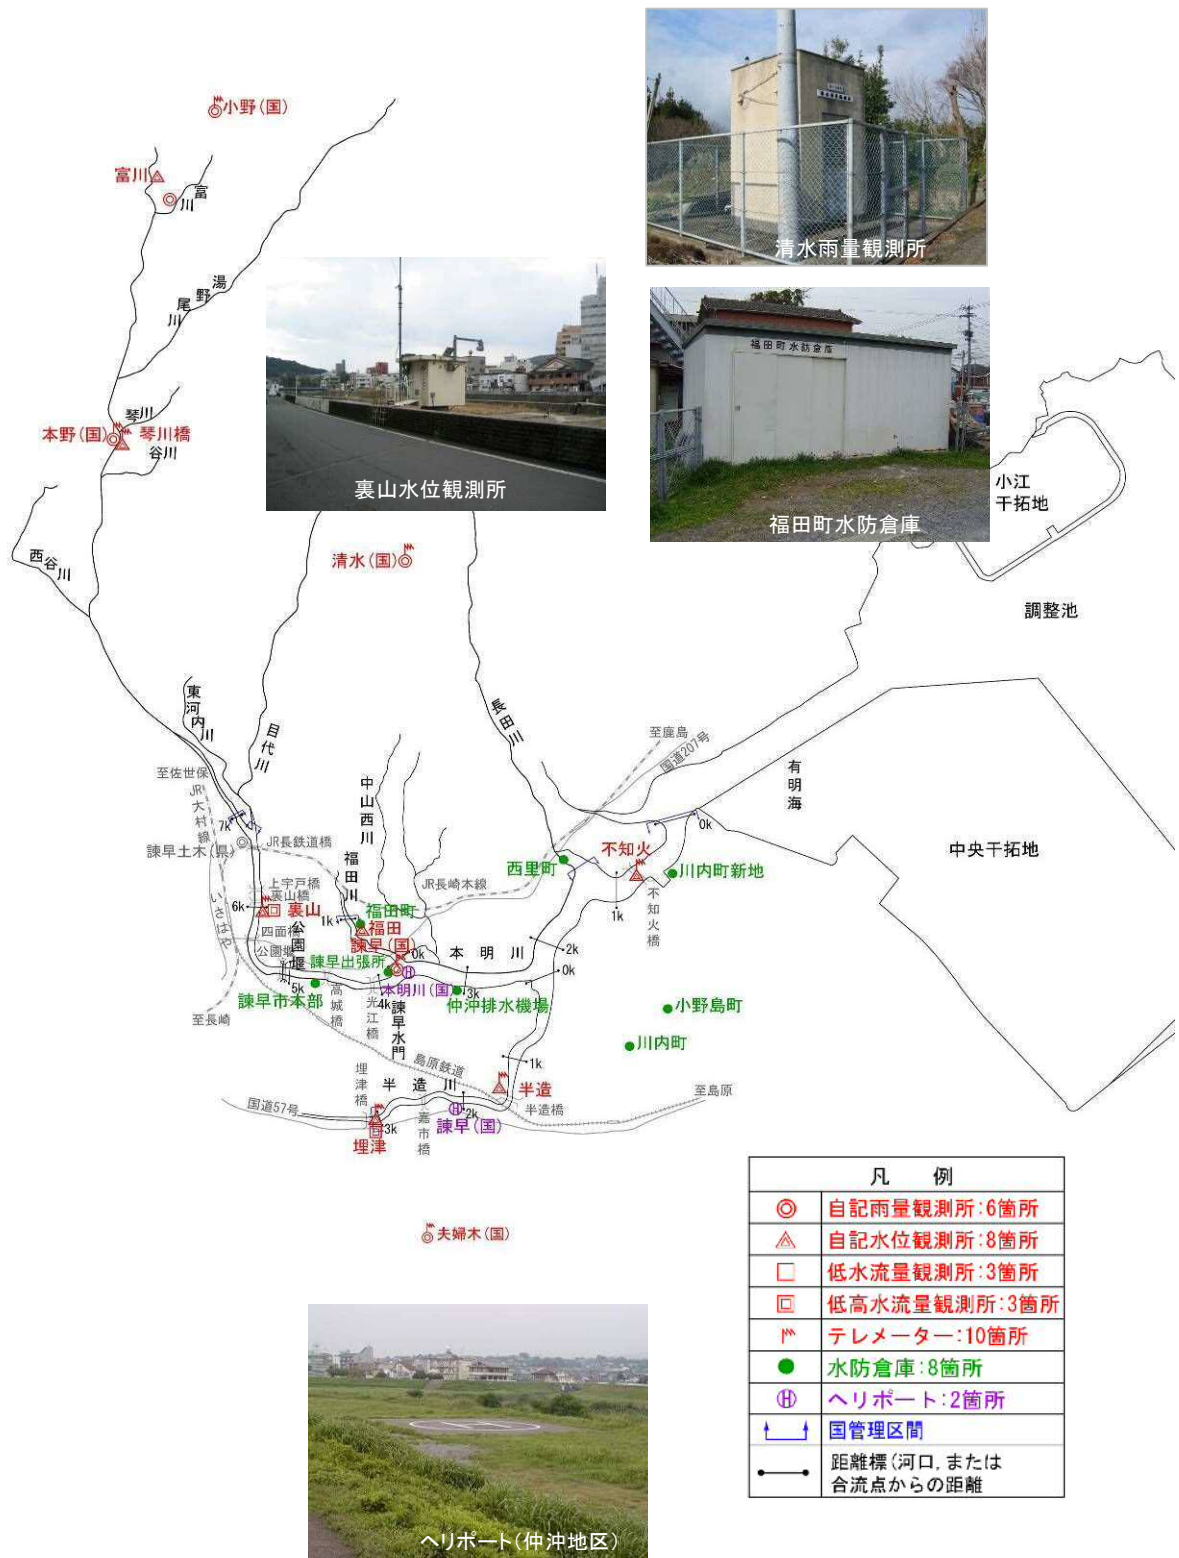 清水雨量観測所
小野(国)
富川
富川
湯野尾川
福田町水防倉庫
裏山水位観測所
福田町水防倉庫
琴川
本野(国)
琴川橋
谷川
小江
干拓地
西谷川
清水(国)
調整池
東河内川
目代川
長田川
至鹿島
国道207号
有明海
至佐世保
JR大村線
中山西川
7k
0k
JR長鉄道橋
諫早土木(県)
福田川
JR長崎本線
西里町
不知火
川内町新地
中央干拓地
上宇戸橋
裏山橋
6k
裏山
いさはや
公園堰
1k
福田町
福田
1k
不知火橋
四面橋
公園堰
諫早(国)
0k
本明川
2k
諫早出張所
0k
5k
高城橋
光江橋
4k
本明川(国)
3k
諫早市本部
仲沖排水機場
小野島町
至長崎
諫早水門
川内町
島原鉄道
1k
埋津橋
半造川
半造
至島原
国道57号
2k
半造橋
3k
嘉市橋
諫早(国)
埋津
夫婦木(国)
凡 例
自記雨量観測所:6箇所
自記水位観測所:8箇所
低水流量観測所:3箇所
低高水流量観測所:3箇所
テレメーター:10箇所
水防倉庫:8箇所
ヘリポート:2箇所
国管理区間
距離標(河口,または
合流点からの距離
ヘリポート(仲沖地区)